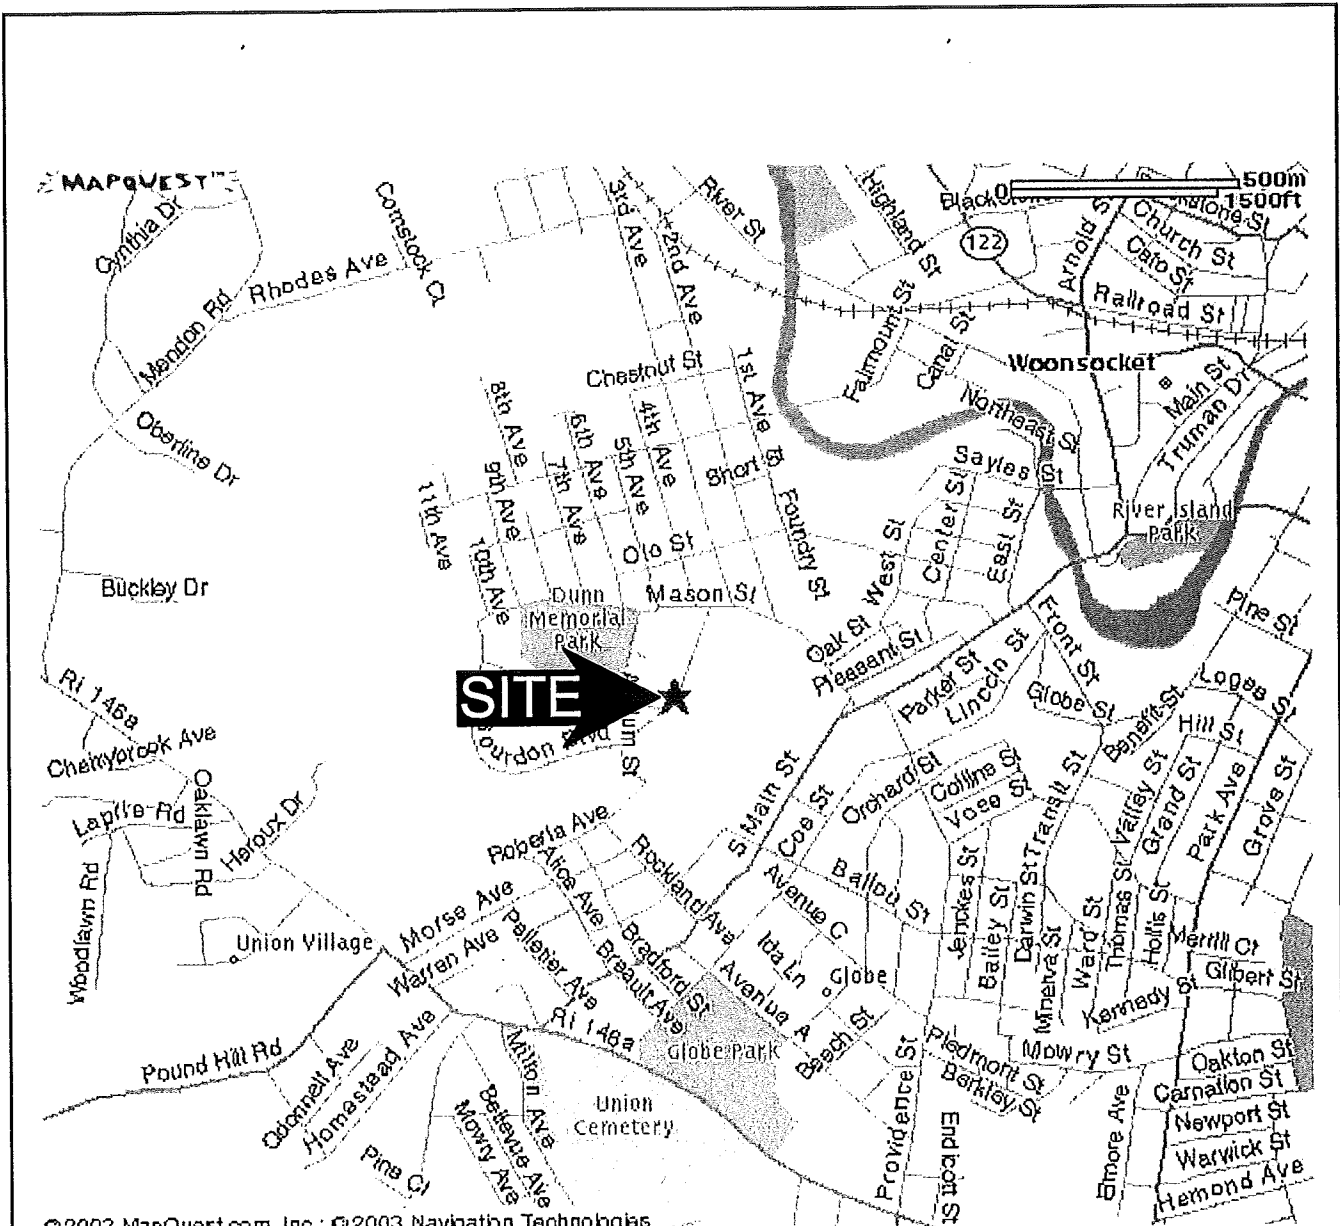 MAPQUEST™
500m
0
1500ft
Cynthia Dr
Comstock Ct
3rd Ave
2nd Ave
River St
Highland St
122
Arnold St
Church St
Cato St
Railroad St
Rhodes Ave
Mendon Rd
Fairmount St
Canal St
Woonsocket
Main St
Truman Dr
Chestnut St
1st Ave
Northeast St
8th Ave
6th Ave
4th Ave
5th Ave
Oberline Dr
9th Ave
7th Ave
Short St
Sayles St
11th Ave
Foundry St
Center St
East St
West St
River Island
Park
10th Ave
Olo St
Buckley Dr
Dunn
Memorial
Park
Mason St
Front St
Pine St
Oak St
Pleasant St
Parker St
Lincoln St
SITE
Globe St
Benefit St
Loges St
Hill St
RI 146a
Cherrybrook Ave
ourdon Blvd
um St
S Main St
Coe St
Orchard St
Collins St
Vose St
Transit St
Valley St
Grand St
Park Ave
Grove St
Oaklawn Rd
Heroux Dr
Woodlawn Rd
Roberta Ave
Alice Ave
Rockland Ave
Avenue C
Ballou St
Jenckes St
Bailey St
Darwin St
Thomas St
Hollis St
Ward St
Minerva St
Union Village
Morse Ave
Warren Ave
Pelletier Ave
Bradford St
Breault Ave
Ida Ln
Globe
Avenue A
Merrill Ct
Gilbert St
Kennedy St
RI 146a
Globe Park
Beach St
Piedmont St
Mowry St
Oakton St
Carnation St
Newport St
Warwick St
Hemond Ave
Berkley St
Providence St
Endicott St
Elmore Ave
Pound Hill Rd
Odonnell Ave
Homestead Ave
Milton Ave
Bellevue Ave
Mowry Ave
Pine Ct
Union
Cemetery
©2002 MapQuest.com, Inc.; ©2003 Navigation Technologies